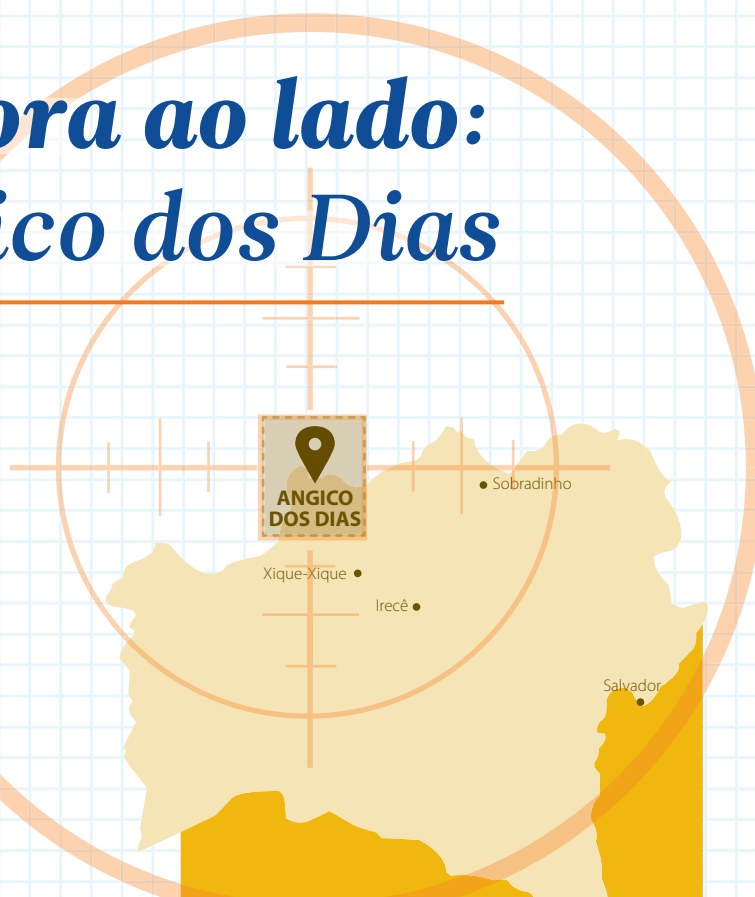 ora ao lado:
ico dos Dias
ANGICO
DOS DIAS
Sobradinho
Xique-Xique
Irecê
Salvador